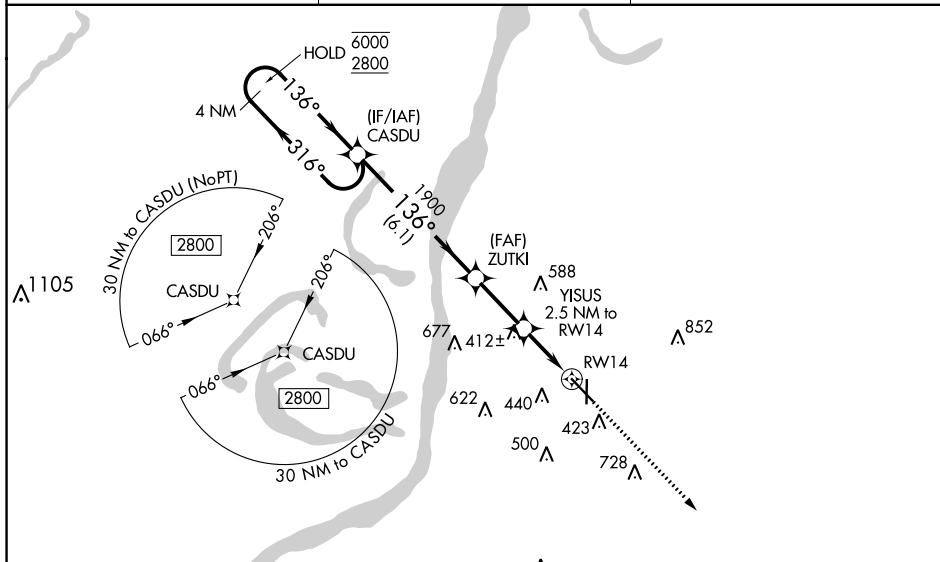 HOLD 6000
2800
4 NM
136°
316°
(IF/IAF)
CASDU
1900
136°
(6.1)
30 NM to CASDU (NoPT)
2800
206°
CASDU
066°
1105
(FAF)
ZUTKI
588
YISUS
2.5 NM to
RW14
852
677
412±
RW14
206°
CASDU
066°
2800
30 NM to CASDU
622
440
423
500
728